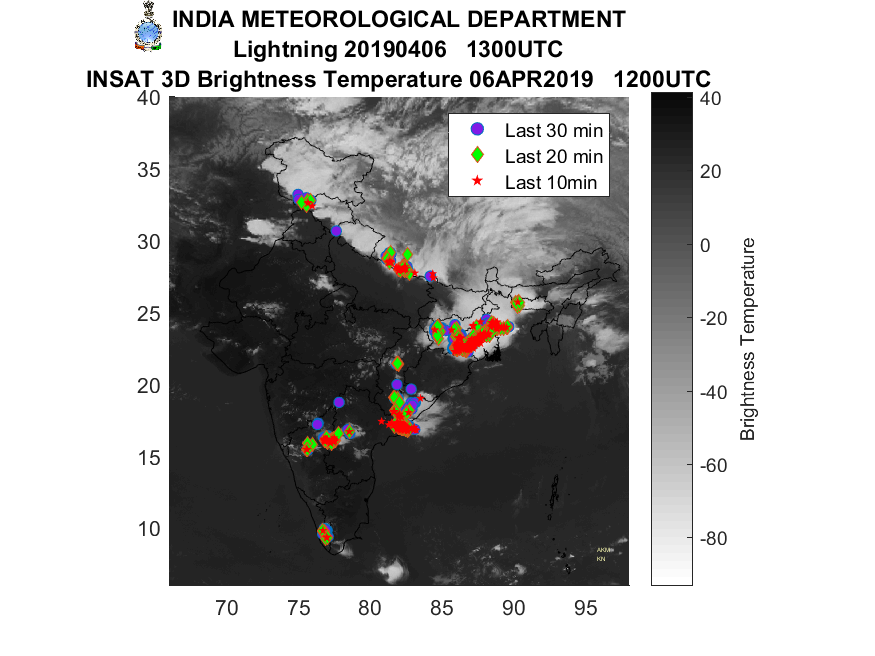 INDIA METEOROLOGICAL DEPARTMENT
Lightning 20190406 1300UTC
INSAT 3D Brightness Temperature 06APR2019 1200UTC
Last 30 min
Last 20 min
Last 10min
40
35
30
25
20
15
10
70
75
80
85
90
95
40
20
0
-20
-40
-60
-80
Brightness Temperature
AKM
KN